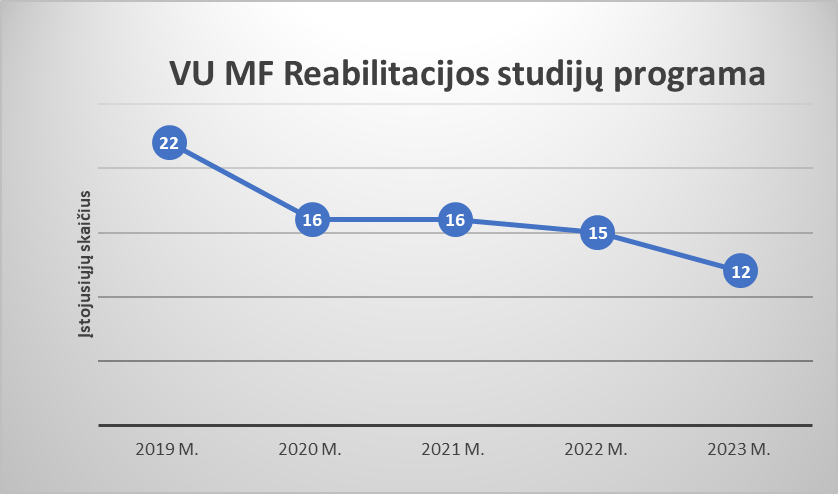 VU MF Reabilitacijos studijų programa
Įstojusiųjų skaičius
22
16
16
15
12
2019 M.
2020 M.
2021 M.
2022 M.
2023 M.